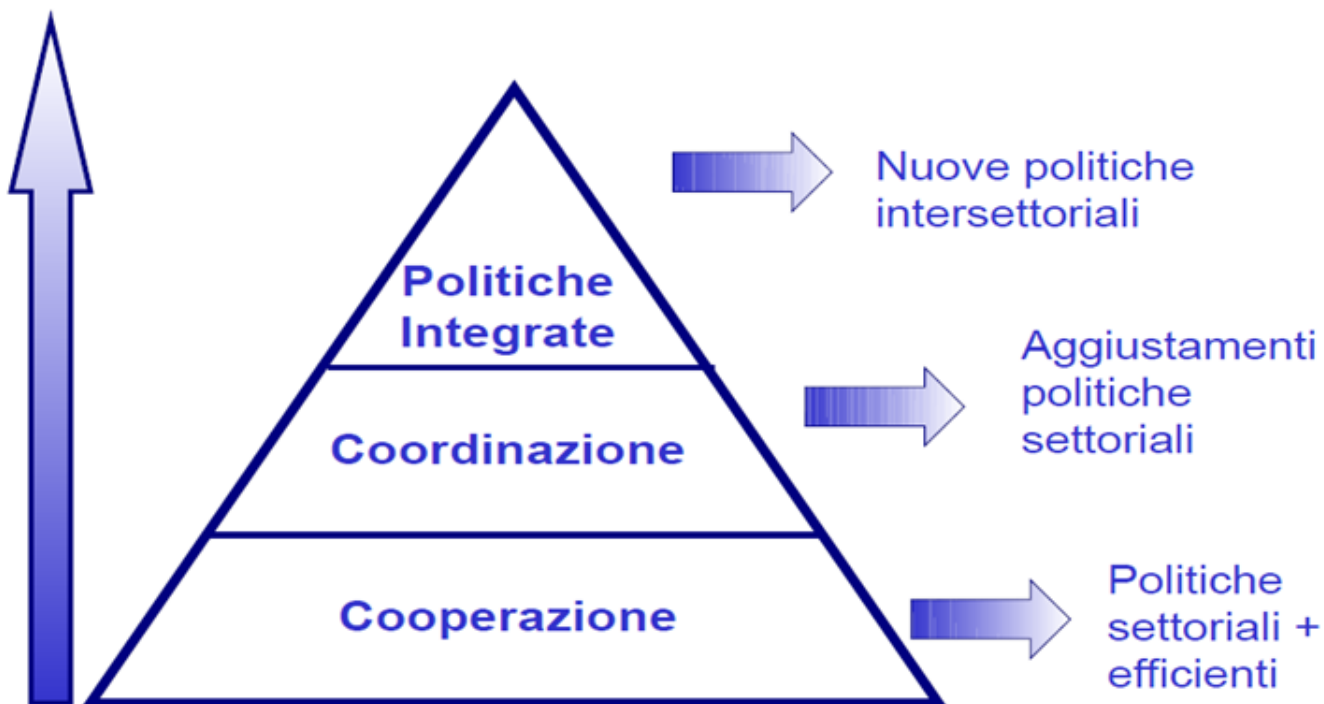 Nuove politiche
intersettoriali
Politiche
Integrate
Aggiustamenti
politiche
settoriali
Coordinazione
Politiche
settoriali +
efficienti
Cooperazione